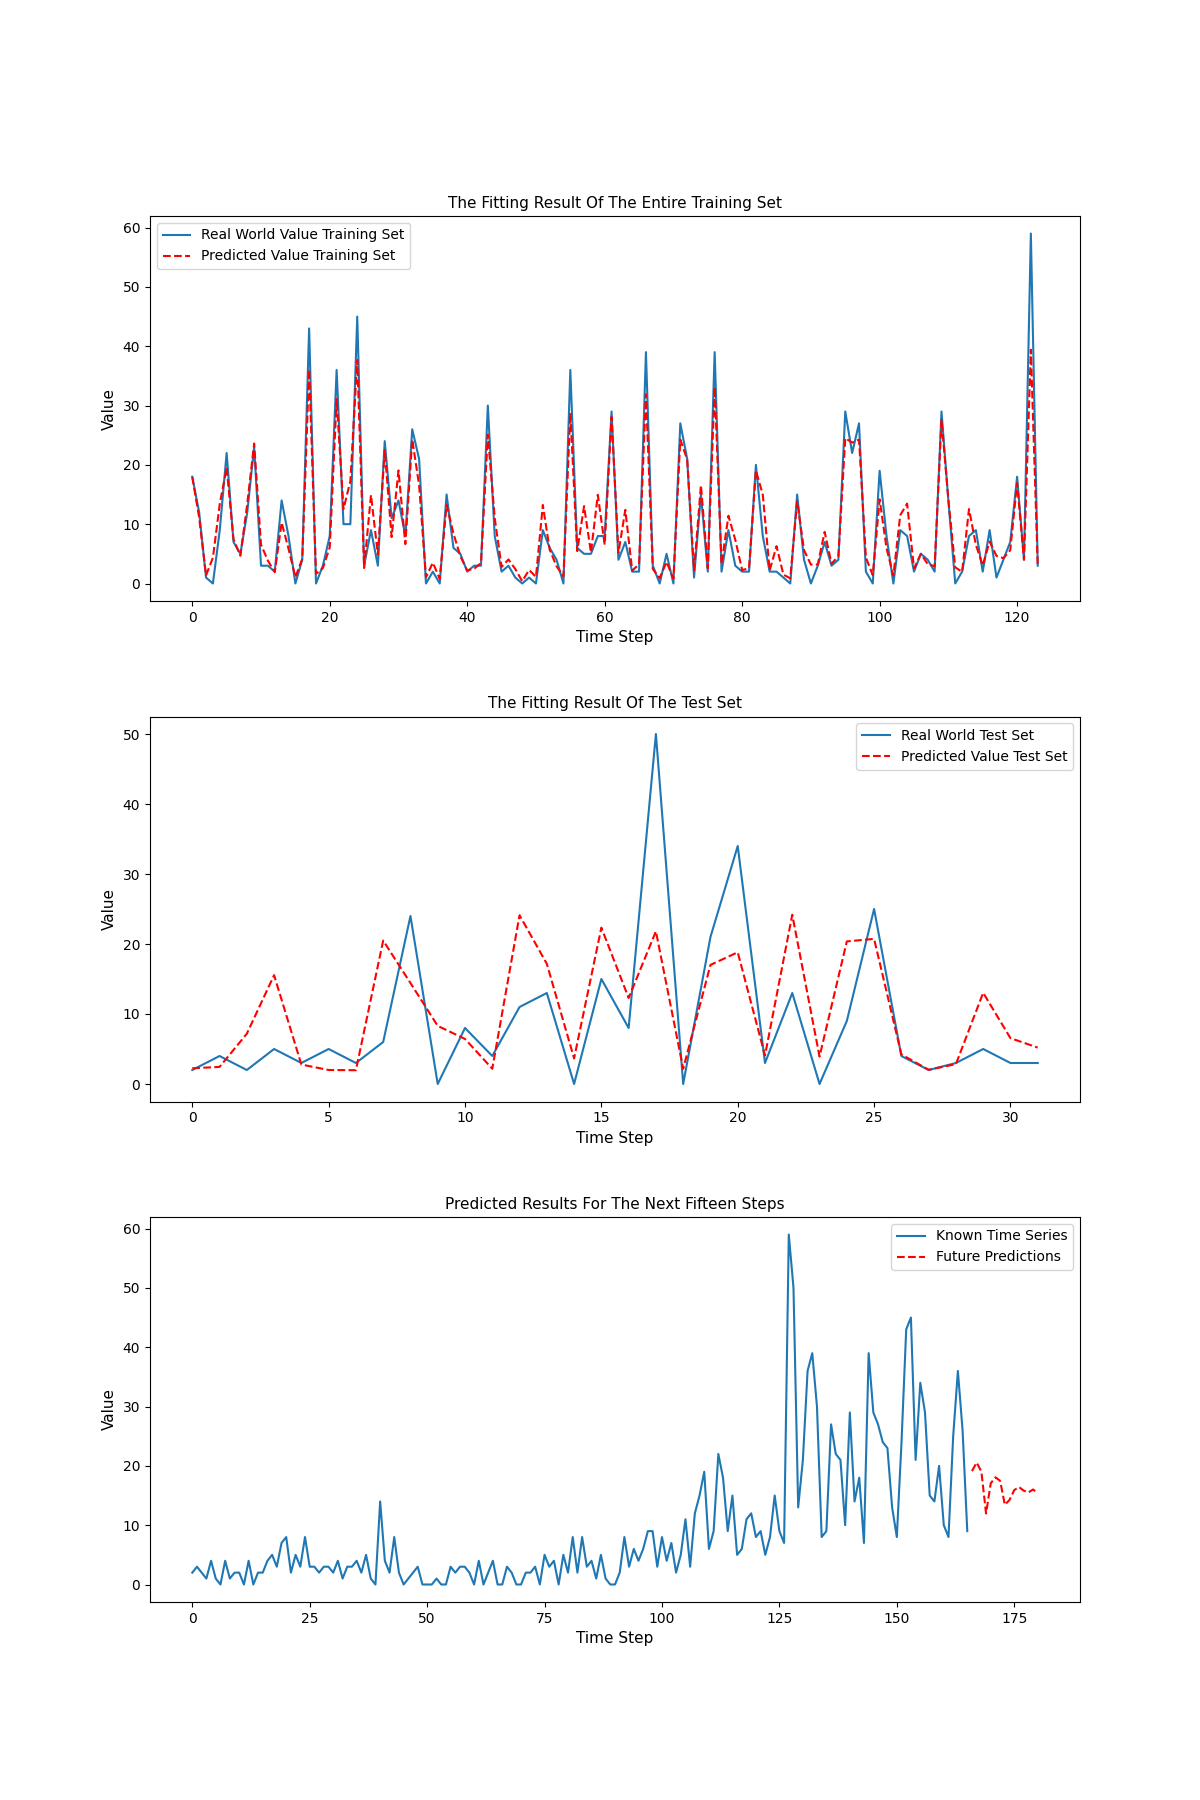 The Fitting Result Of The Entire Training Set
60
50
40
30
20
10
0
Value
Real World Value Training Set
Predicted Value Training Set
0 20 40 60 80 100 120
Time Step
The Fitting Result Of The Test Set
50
40
30
20
10
0
Value
Real World Test Set
Predicted Value Test Set
0 5 10 15 20 25 30
Time Step
Predicted Results For The Next Fifteen Steps
60
50
40
30
20
10
0
Value
Known Time Series
Future Predictions
0 25 50 75 100 125 150 175
Time Step